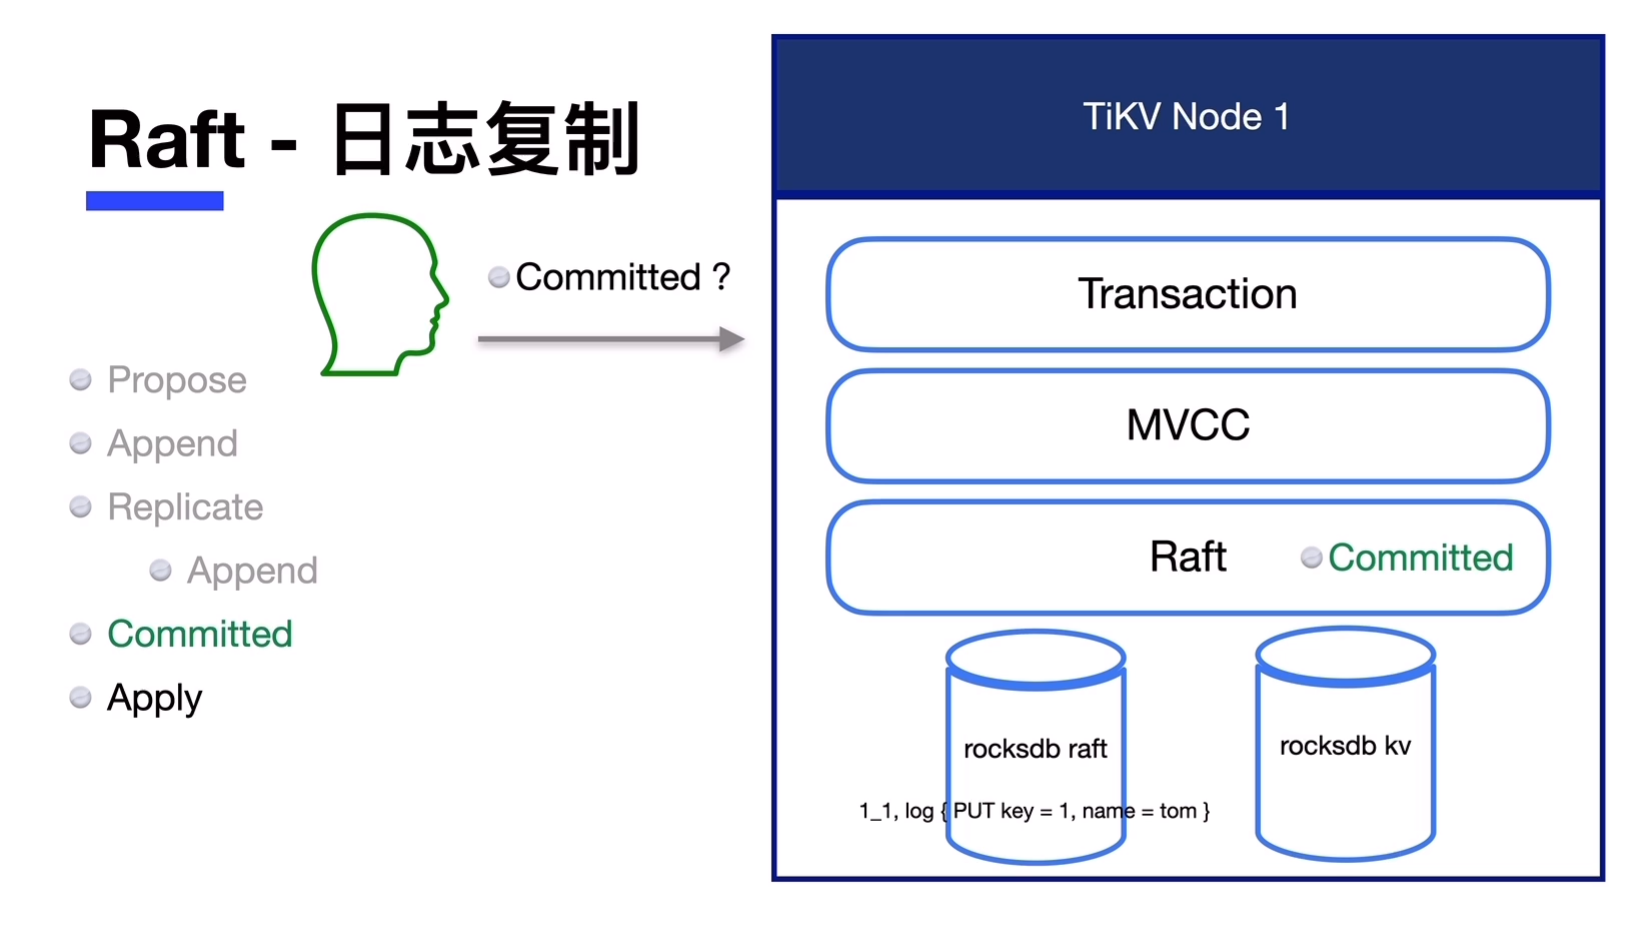 Raft - 日志复制
Committed ?
Propose
Append
Replicate
Append
Committed
Apply
TiKV Node 1
Transaction
MVCC
Raft
Committed
rocksdb raft
rocksdb kv
1_1, log { PUT key = 1, name = tom }